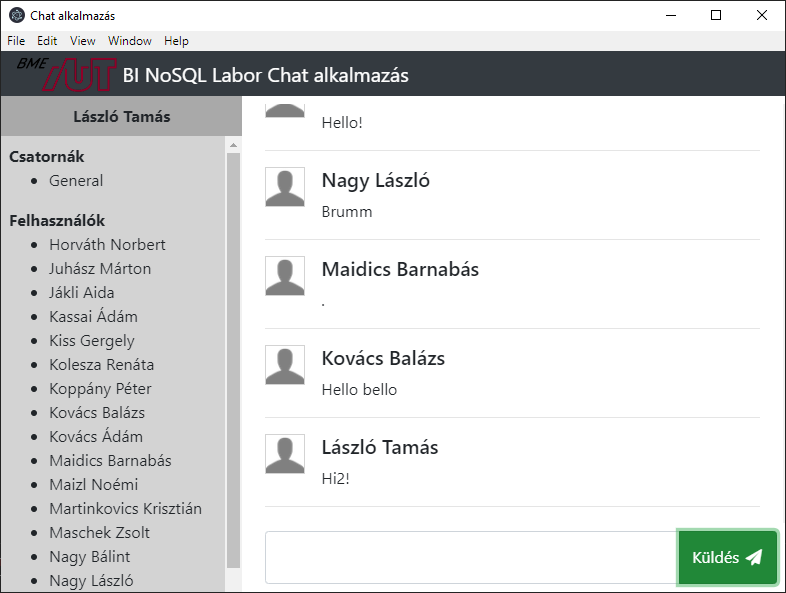 Chat alkalmazás
File Edit View Window Help
BME AUT BI NoSQL Labor Chat alkalmazás
László Tamás
Csatornák
General
Felhasználók
Horváth Norbert
Juhász Márton
Jákli Aida
Kassai Ádám
Kiss Gergely
Kolesza Renáta
Koppány Péter
Kovács Balázs
Kovács Ádám
Maidics Barnabás
Maizl Noémi
Martinkovics Krisztián
Maschek Zsolt
Nagy Bálint
Nagy László
Hello!
Nagy László
Brumm
Maidics Barnabás
.
Kovács Balázs
Hello bello
László Tamás
Hi2!
Küldés